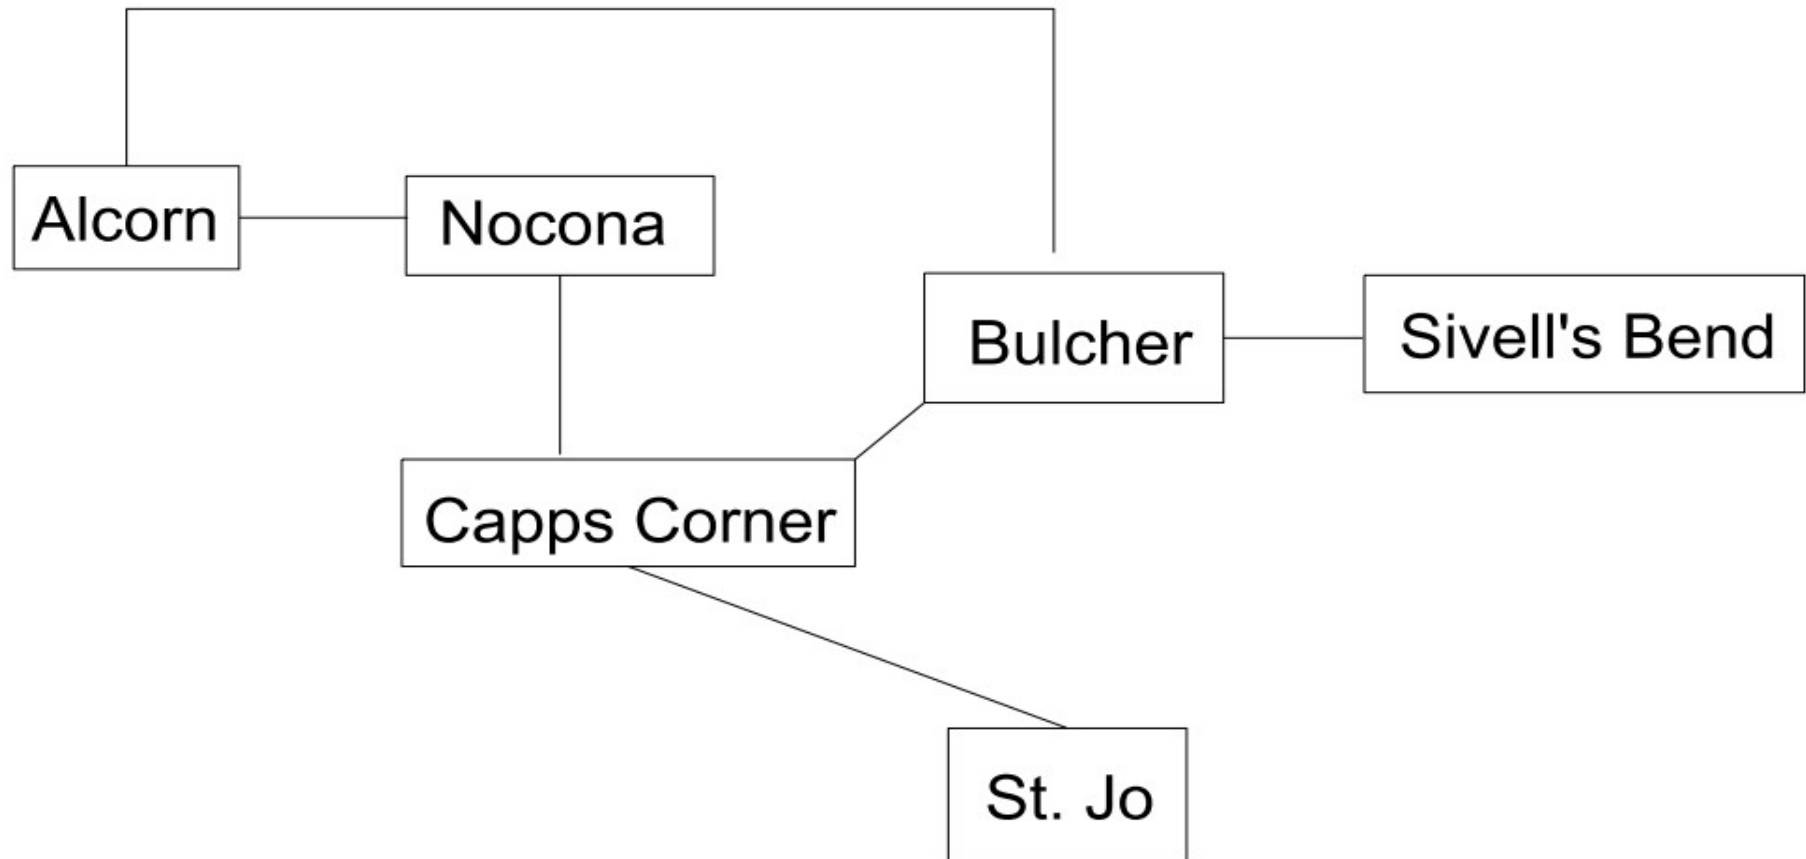 Alcorn
Nocona
Bulcher
Sivell's Bend
Capps Corner
St. Jo